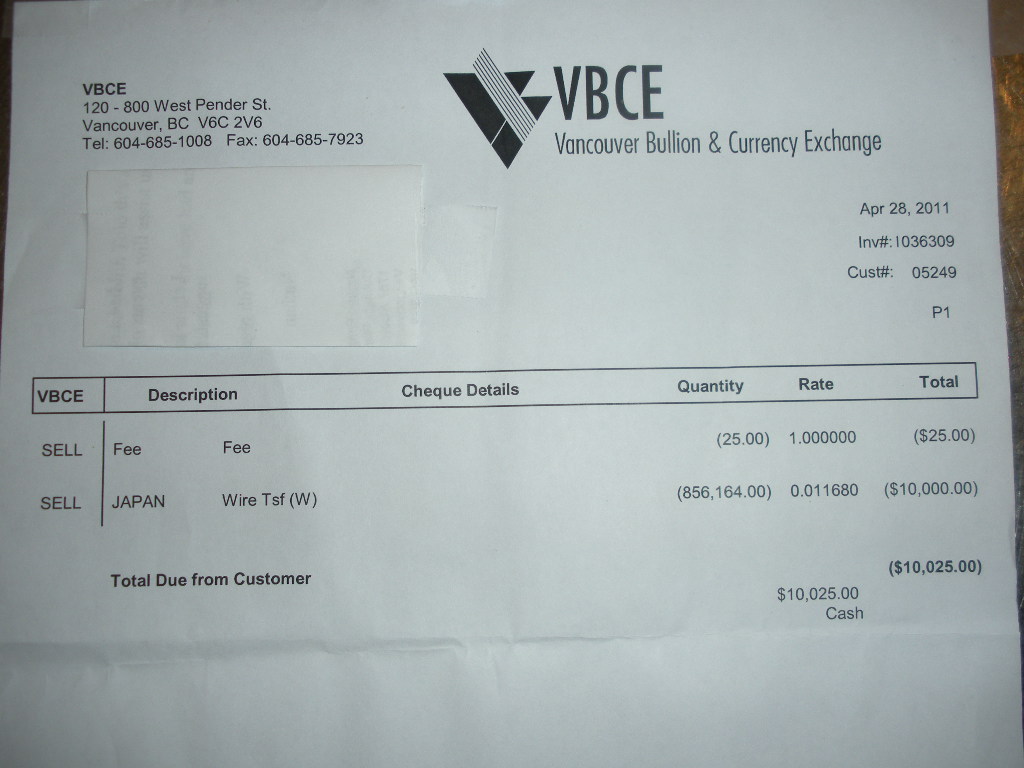 VBCE
120 - 800 West Pender St.
Vancouver, BC V6C 2V6
Tel: 604-685-1008 Fax: 604-685-7923
VBCE
Vancouver Bullion & Currency Exchange
Apr 28, 2011
Inv#: I036309
Cust#: 05249
P1
VBCE Description Cheque Details Quantity Rate Total
SELL Fee Fee (25.00) 1.000000 ($25.00)
SELL JAPAN Wire Tsf (W) (856,164.00) 0.011680 ($10,000.00)
Total Due from Customer ($10,025.00)
$10,025.00
Cash